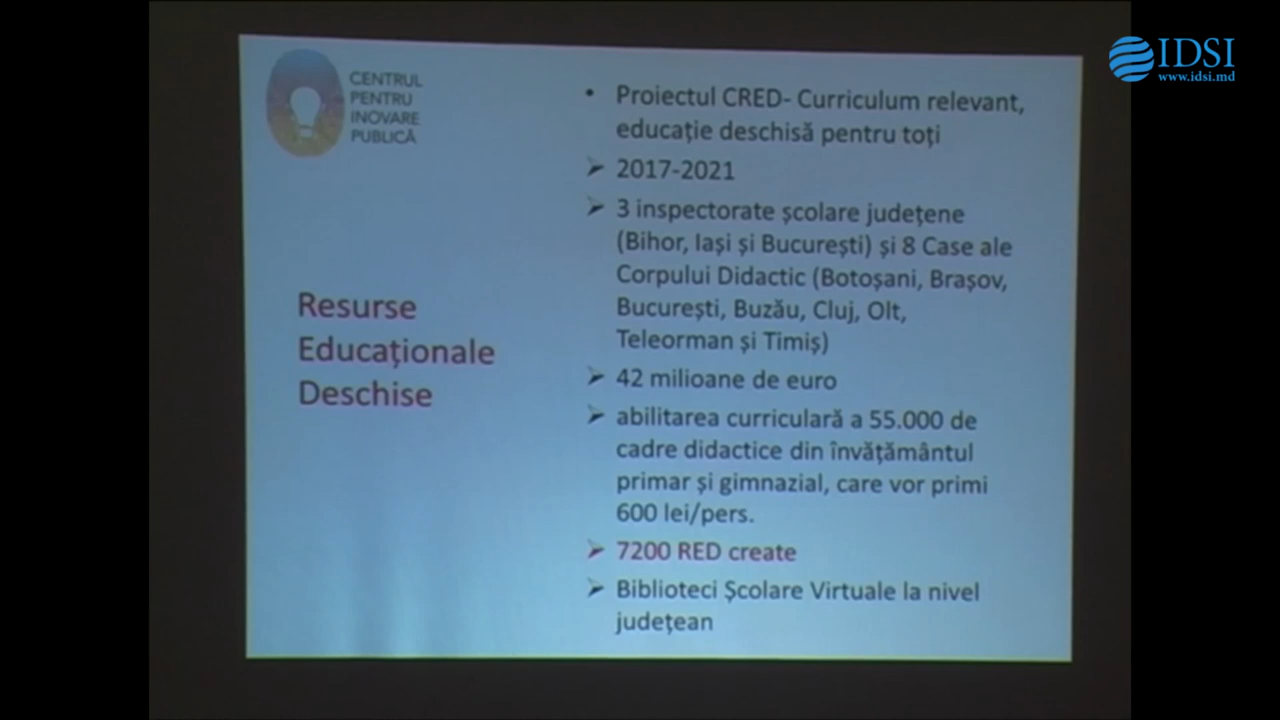 CENTRUL
PENTRU
INOVARE
PUBLICĂ
Resurse
Educaționale
Deschise
• Proiectul CRED- Curriculum relevant,
educație deschisă pentru toți
➢ 2017-2021
➢ 3 inspectorate școlare județene
(Bihor, Iași și București) și 8 Case ale
Corpului Didactic (Botoșani, Brașov,
București, Buzău, Cluj, Olt,
Teleorman și Timiș)
➢ 42 milioane de euro
➢ abilitarea curriculară a 55.000 de
cadre didactice din învățământul
primar și gimnazial, care vor primi
600 lei/pers.
➢ 7200 RED create
➢ Biblioteci Școlare Virtuale la nivel
județean
IDSI
www.idsi.md